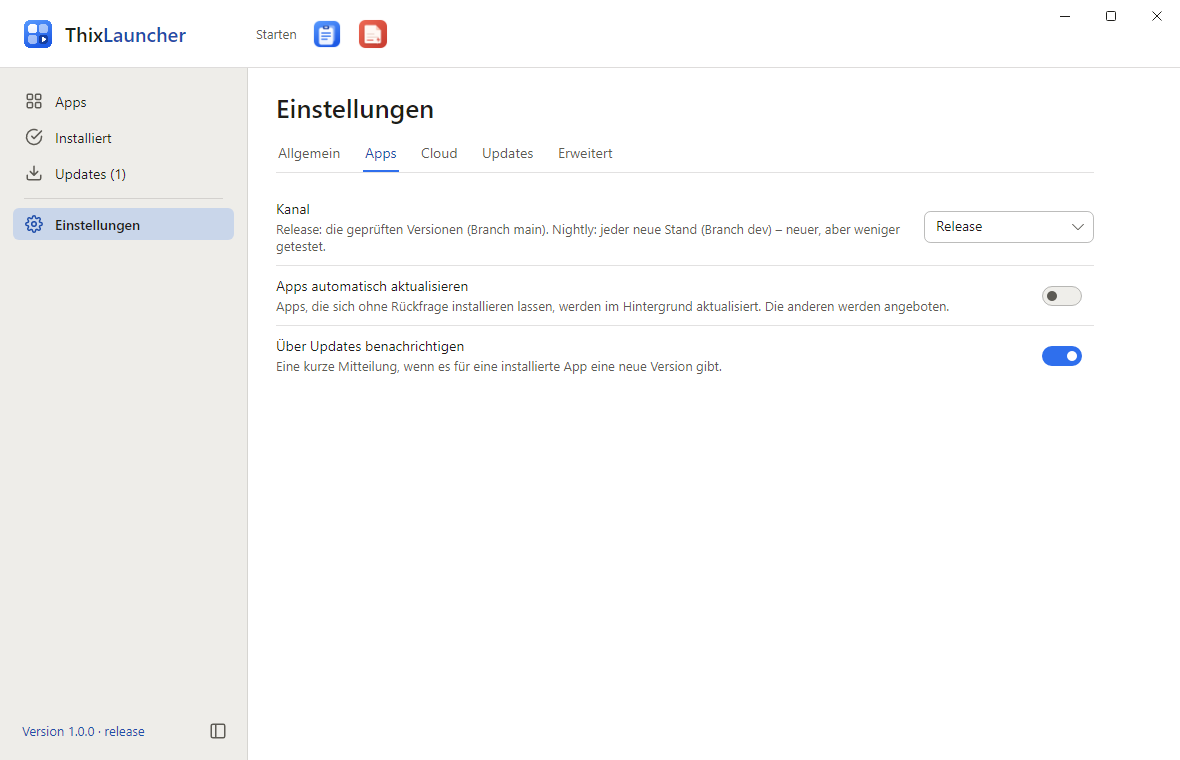 ThixLauncher
Starten
Apps
Installiert
Updates (1)
Einstellungen
Version 1.0.0 · release
Einstellungen
Allgemein Apps Cloud Updates Erweitert
Kanal
Release: die geprüften Versionen (Branch main). Nightly: jeder neue Stand (Branch dev) – neuer, aber weniger
getestet.
Release
Apps automatisch aktualisieren
Apps, die sich ohne Rückfrage installieren lassen, werden im Hintergrund aktualisiert. Die anderen werden angeboten.
Über Updates benachrichtigen
Eine kurze Mitteilung, wenn es für eine installierte App eine neue Version gibt.